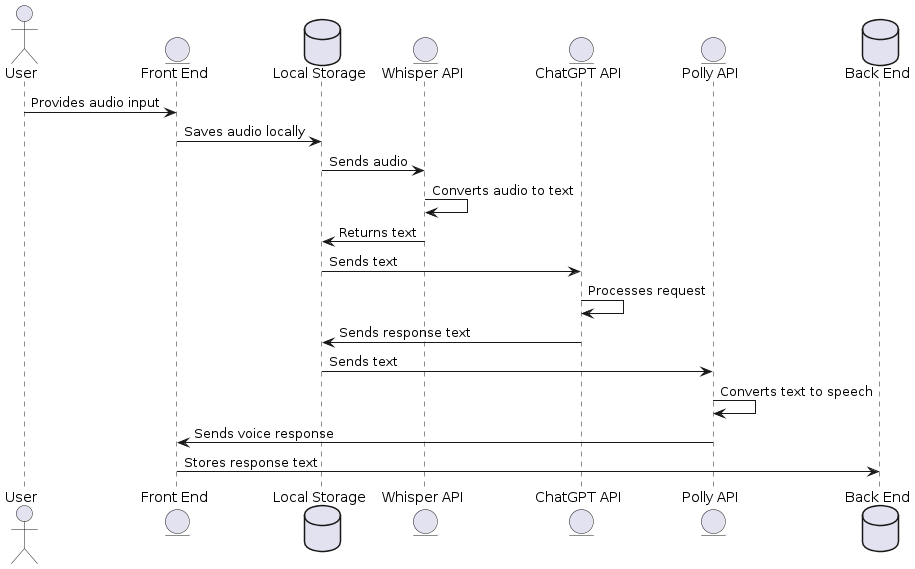 User
Front End
Local Storage
Whisper API
ChatGPT API
Polly API
Back End
Provides audio input
Saves audio locally
Sends audio
Converts audio to text
Returns text
Sends text
Processes request
Sends response text
Sends text
Converts text to speech
Sends voice response
Stores response text
User
Front End
Local Storage
Whisper API
ChatGPT API
Polly API
Back End